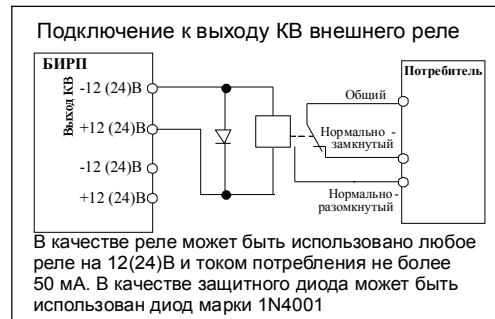 Подключение к выходу КВ внешнего реле
БИРП
Выход КВ
-12 (24)В
+12 (24)В
-12 (24)В
+12 (24)В
Потребитель
Общий
Нормально -
замкнутый
Нормально -
разомкнутый
В качестве реле может быть использовано любое
реле на 12(24)В и током потребления не более
50 мА. В качестве защитного диода может быть
использован диод марки 1N4001